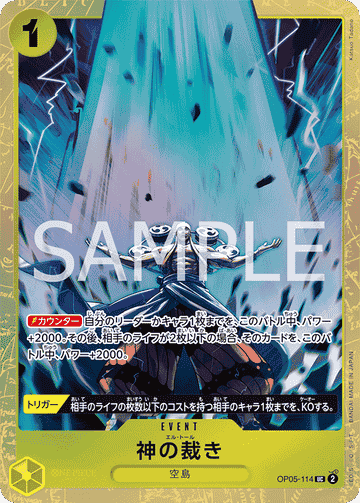 1
SAMPLE
カウンター 自分のリーダーかキャラ1枚までを、このバトル中、パワー
+2000。その後、相手のライフが2枚以下の場合、そのカードを、このバ
トル中、パワー+2000。
トリガー 相手のライフの枚数以下のコストを持つ相手のキャラ1枚までを、KOする。
EVENT
エル・トール
神の裁き
空島
OP05-114 UC 2